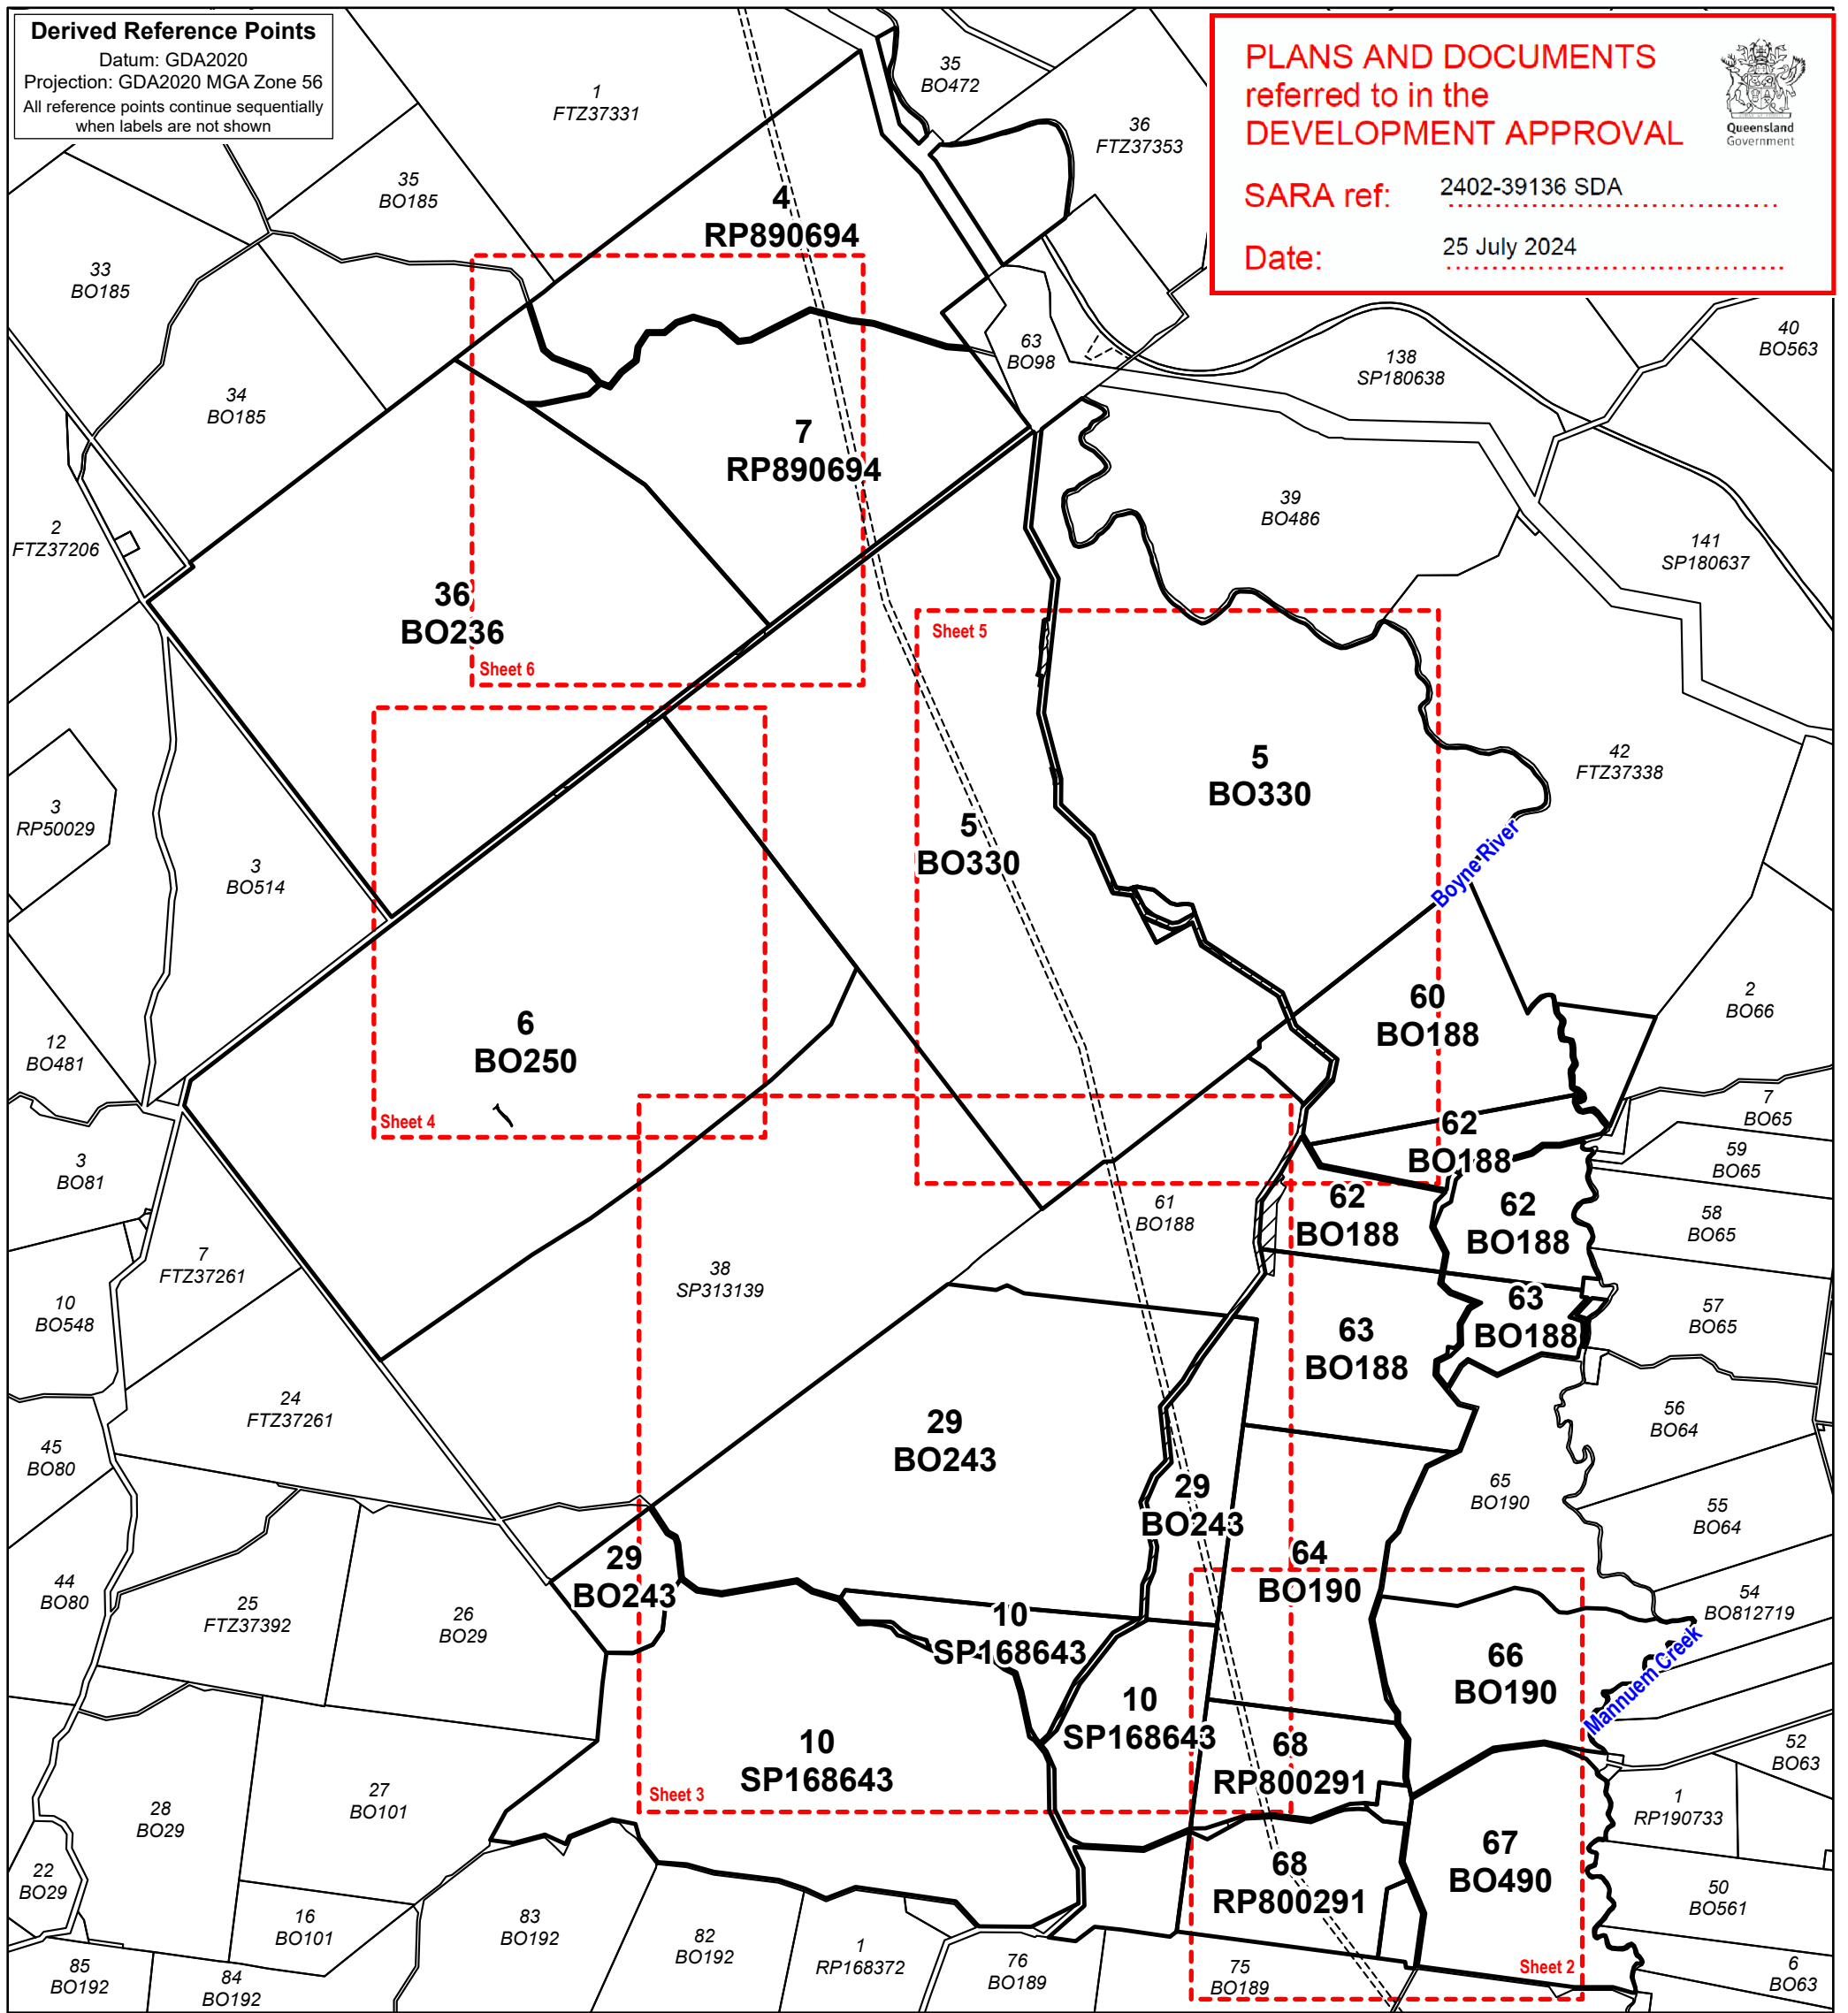 Derived Reference Points
Datum: GDA2020
Projection: GDA2020 MGA Zone 56
All reference points continue sequentially
when labels are not shown
PLANS AND DOCUMENTS
referred to in the
DEVELOPMENT APPROVAL
Queensland
Government
SARA ref: 2402-39136 SDA
Date: 25 July 2024
1
FTZ37331
35
BO472
36
FTZ37353
35
BO185
4
RP890694
33
BO185
63
BO98
138
SP180638
40
BO563
34
BO185
7
RP890694
39
BO486
2
FTZ37206
141
SP180637
36
BO236
Sheet 6
Sheet 5
5
BO330
42
FTZ37338
3
RP50029
3
BO514
5
BO330
Boyne River
60
BO188
2
BO66
12
BO481
6
BO250
Sheet 4
7
BO65
62
BO188
59
BO65
3
BO81
61
BO188
62
BO188
62
BO188
58
BO65
7
FTZ37261
38
SP313139
10
BO548
63
BO188
57
BO65
63
BO188
24
FTZ37261
29
BO243
56
BO64
45
BO80
29
BO243
65
BO190
55
BO64
29
BO243
64
BO190
44
BO80
25
FTZ37392
26
BO29
54
BO812719
10
SP168643
66
BO190
Mannuem Creek
10
SP168643
10
SP168643
68
RP800291
52
BO63
Sheet 3
27
BO101
28
BO29
1
RP190733
67
BO490
68
RP800291
22
BO29
50
BO561
16
BO101
83
BO192
82
BO192
1
RP168372
76
BO189
75
BO189
Sheet 2
6
BO63
85
BO192
84
BO192